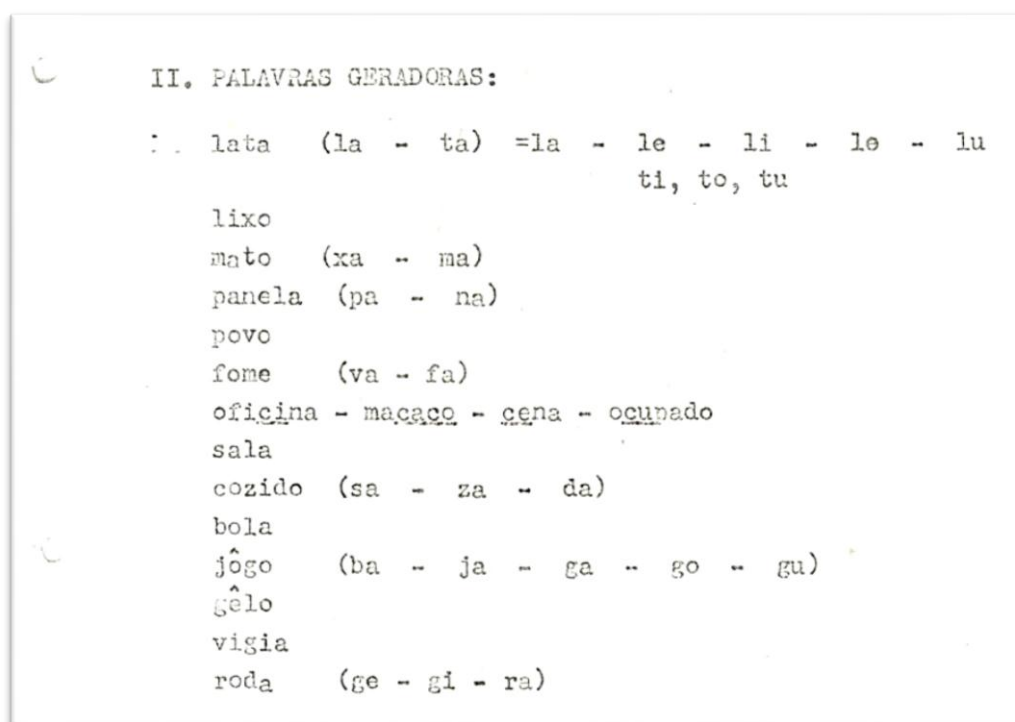 II. PALAVRAS GERADORAS:
lata (la - ta) =la - le - li - lo - lu
ti, to, tu
lixo
mato (xa - ma)
panela (pa - na)
povo
fome (va - fa)
oficina - macaco - cena - ocupado
sala
cozido (sa - za - da)
bola
jôgo (ba - ja - ga - go - gu)
gêlo
vigia
roda (ge - gi - ra)